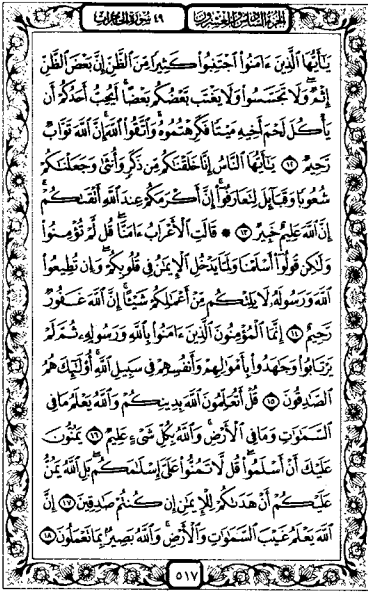 الجزء السادس والعشرون ٤٩ سورة الحجرات
يَـٰٓأَيُّهَا ٱلَّذِينَ ءَامَنُوا۟ ٱجْتَنِبُوا۟ كَثِيرًا مِّنَ ٱلظَّنِّ إِنَّ بَعْضَ ٱلظَّنِّ
إِثْمٌ ۖ وَلَا تَجَسَّسُوا۟ وَلَا يَغْتَب بَّعْضُكُم بَعْضًا ۚ أَيُحِبُّ أَحَدُكُمْ أَن
يَأْكُلَ لَحْمَ أَخِيهِ مَيْتًا فَكَرِهْتُمُوهُ ۚ وَٱتَّقُوا۟ ٱللَّهَ ۚ إِنَّ ٱللَّهَ تَوَّابٌ
رَّحِيمٌ ١٢ يَـٰٓأَيُّهَا ٱلنَّاسُ إِنَّا خَلَقْنَـٰكُم مِّن ذَكَرٍ وَأُنثَىٰ وَجَعَلْنَـٰكُمْ
شُعُوبًا وَقَبَآئِلَ لِتَعَارَفُوٓا۟ ۚ إِنَّ أَكْرَمَكُمْ عِندَ ٱللَّهِ أَتْقَىٰكُمْ ۚ
إِنَّ ٱللَّهَ عَلِيمٌ خَبِيرٌ ١٣ ۞ قَالَتِ ٱلْأَعْرَابُ ءَامَنَّا ۖ قُل لَّمْ تُؤْمِنُوا۟
وَلَـٰكِن قُولُوٓا۟ أَسْلَمْنَا وَلَمَّا يَدْخُلِ ٱلْإِيمَـٰنُ فِى قُلُوبِكُمْ ۖ وَإِن تُطِيعُوا۟
ٱللَّهَ وَرَسُولَهُۥ لَا يَلِتْكُم مِّنْ أَعْمَـٰلِكُمْ شَيْـًٔا ۚ إِنَّ ٱللَّهَ غَفُورٌ
رَّحِيمٌ ١٤ إِنَّمَا ٱلْمُؤْمِنُونَ ٱلَّذِينَ ءَامَنُوا۟ بِٱللَّهِ وَرَسُولِهِۦ ثُمَّ لَمْ
يَرْتَابُوا۟ وَجَـٰهَدُوا۟ بِأَمْوَٰلِهِمْ وَأَنفُسِهِمْ فِى سَبِيلِ ٱللَّهِ ۚ أُو۟لَـٰٓئِكَ هُمُ
ٱلصَّـٰدِقُونَ ١٥ قُلْ أَتُعَلِّمُونَ ٱللَّهَ بِدِينِكُمْ وَٱللَّهُ يَعْلَمُ مَا فِى
ٱلسَّمَـٰوَٰتِ وَمَا فِى ٱلْأَرْضِ ۚ وَٱللَّهُ بِكُلِّ شَىْءٍ عَلِيمٌ ١٦ يَمُنُّونَ
عَلَيْكَ أَنْ أَسْلَمُوا۟ ۖ قُل لَّا تَمُنُّوا۟ عَلَىَّ إِسْلَـٰمَكُم ۖ بَلِ ٱللَّهُ يَمُنُّ
عَلَيْكُمْ أَنْ هَدَىٰكُمْ لِلْإِيمَـٰنِ إِن كُنتُمْ صَـٰدِقِينَ ١٧ إِنَّ
ٱللَّهَ يَعْلَمُ غَيْبَ ٱلسَّمَـٰوَٰتِ وَٱلْأَرْضِ ۚ وَٱللَّهُ بَصِيرٌۢ بِمَا تَعْمَلُونَ ١٨
٥١٧